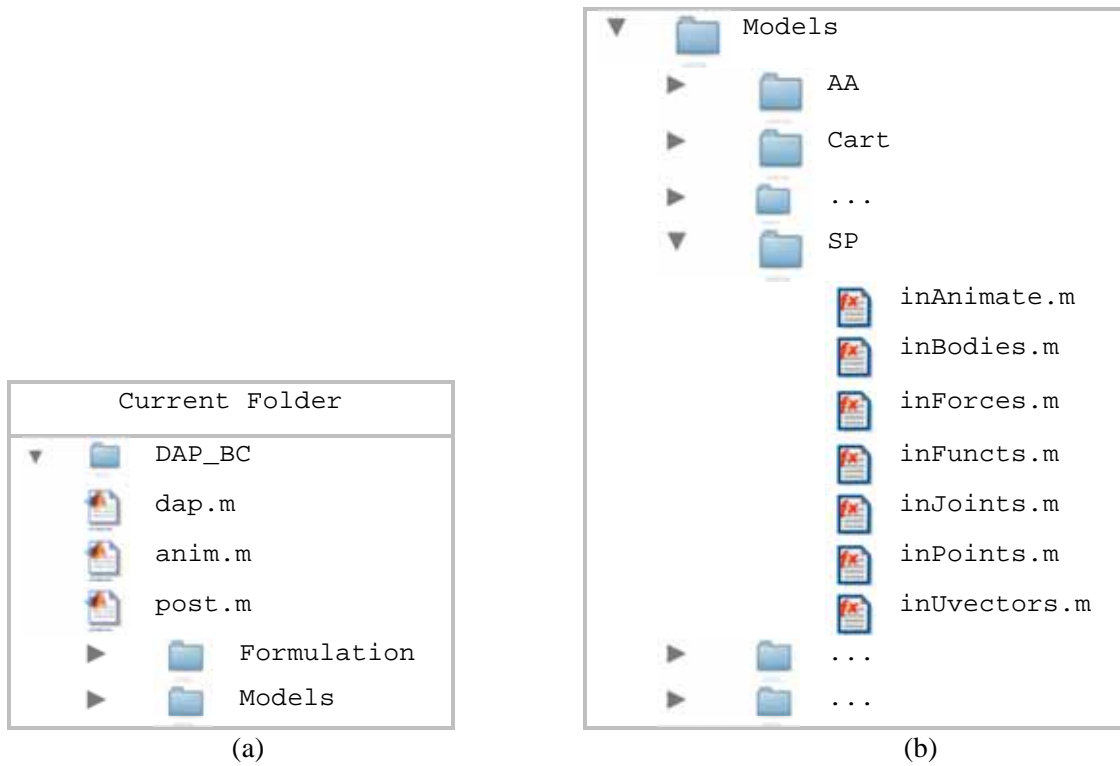 Current Folder
DAP_BC
dap.m
anim.m
post.m
Formulation
Models
(a)
Models
AA
Cart
...
SP
inAnimate.m
inBodies.m
inForces.m
inFuncts.m
inJoints.m
inPoints.m
inUvectors.m
...
...
(b)